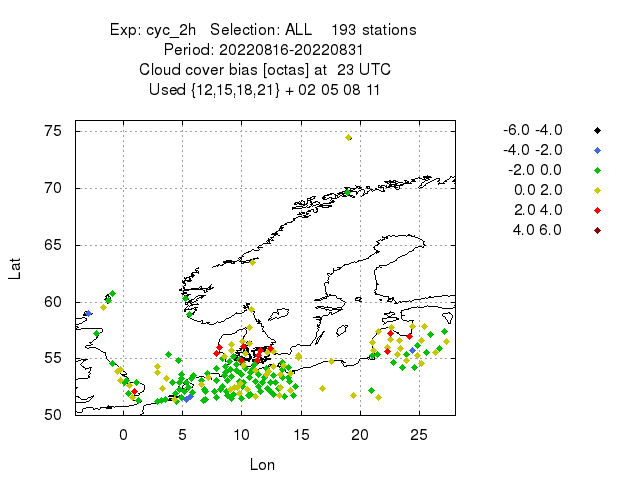 Exp: cyc_2h   Selection: ALL    193 stations
Period: 20220816-20220831
Cloud cover bias [octas] at  23 UTC
Used {12,15,18,21} + 02 05 08 11
75
70
65
60
55
50
Lat
0 5 10 15 20 25
Lon
-6.0 -4.0
-4.0 -2.0
-2.0 0.0
0.0 2.0
2.0 4.0
4.0 6.0